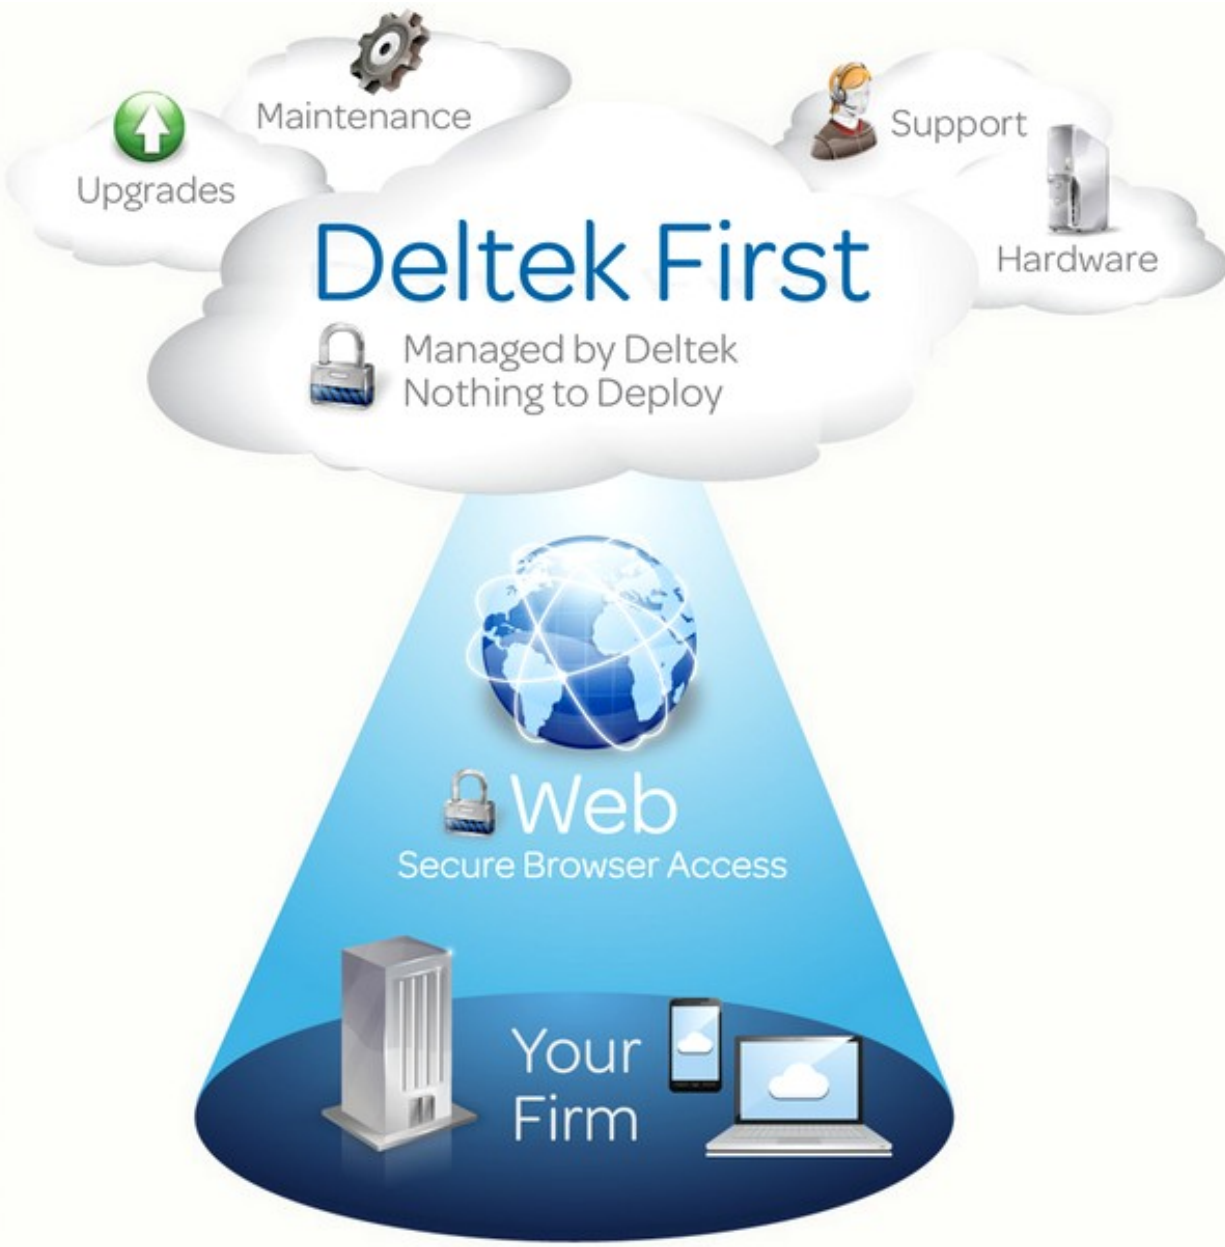 Maintenance
Support
Upgrades
Hardware
Deltek First
Managed by Deltek
Nothing to Deploy
Web
Secure Browser Access
Your
Firm